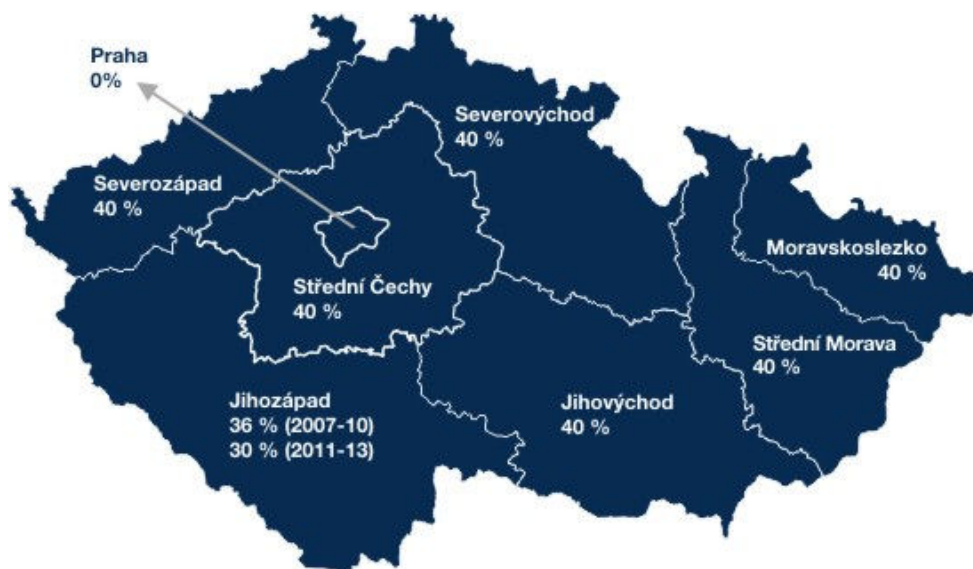 Praha
0%
Severovýchod
40 %
Severozápad
40 %
Moravskoslezko
40 %
Střední Čechy
40 %
Střední Morava
40 %
Jihozápad
36 % (2007-10)
30 % (2011-13)
Jihovýchod
40 %